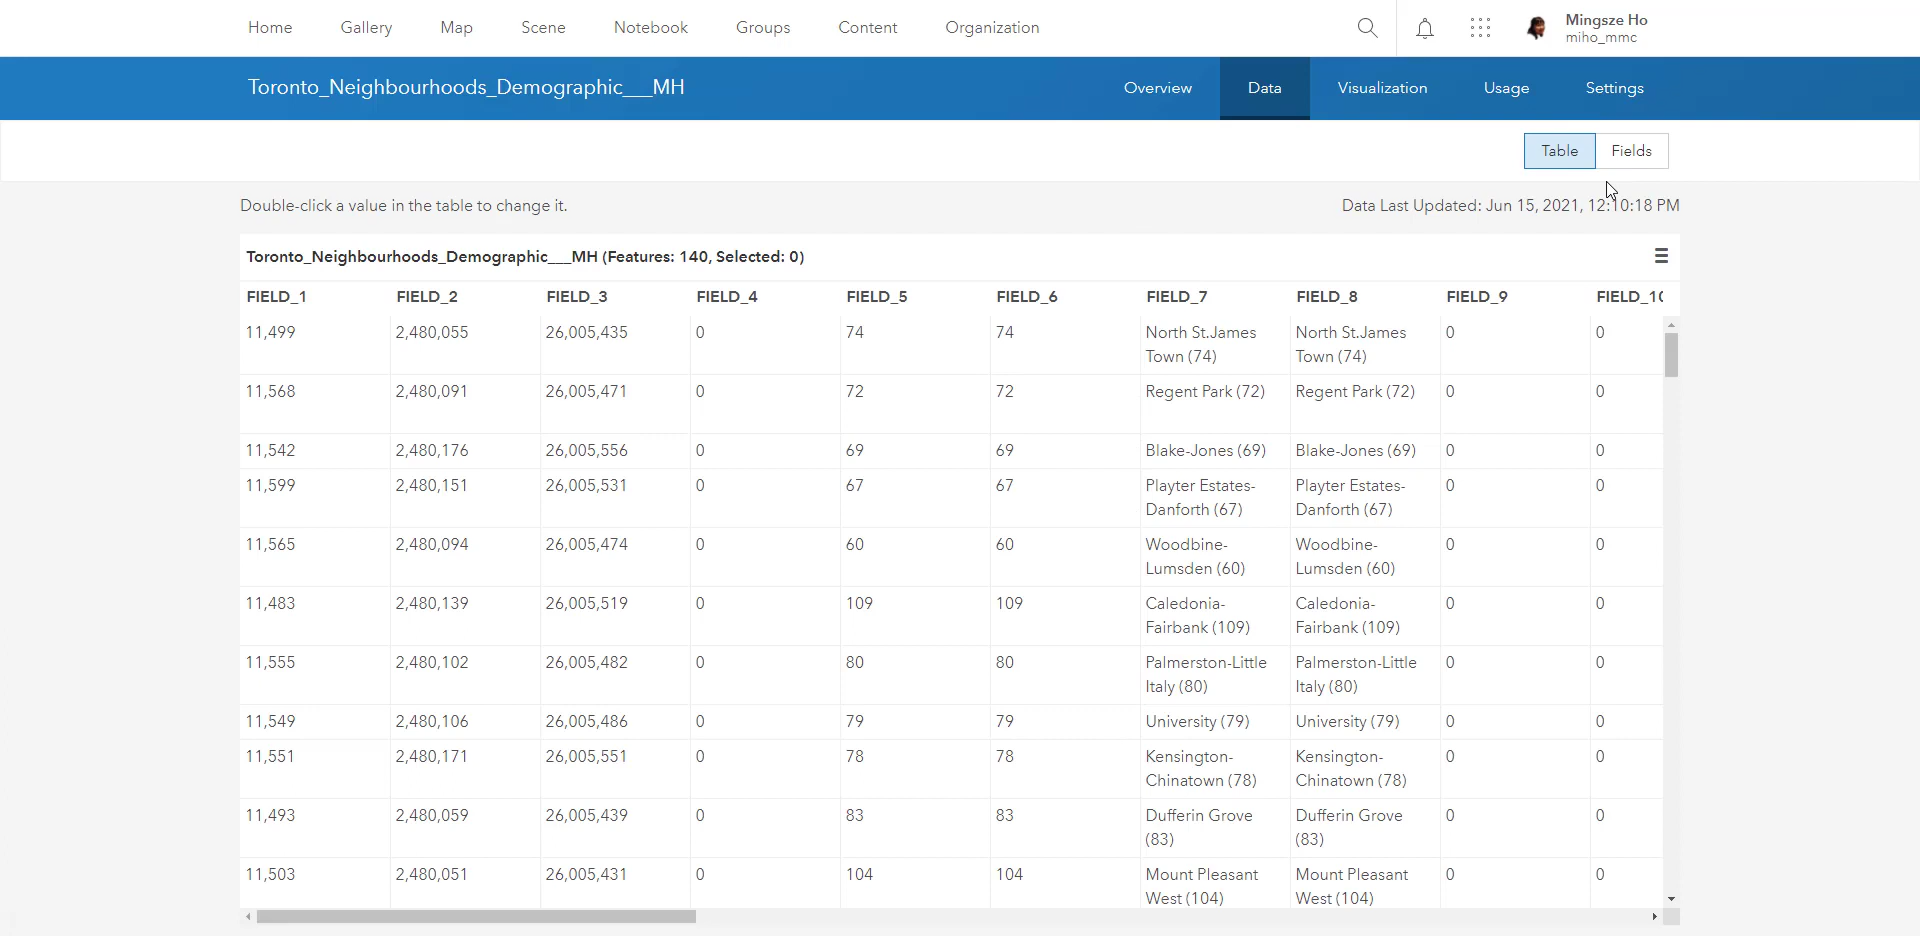 Home Gallery Map Scene Notebook Groups Content Organization Mingsze Ho
miho_mmc
Toronto_Neighbourhoods_Demographic___MH Overview Data Visualization Usage Settings
Table Fields
Double-click a value in the table to change it. Data Last Updated: Jun 15, 2021, 12:10:18 PM
Toronto_Neighbourhoods_Demographic___MH (Features: 140, Selected: 0)
FIELD_1 FIELD_2 FIELD_3 FIELD_4 FIELD_5 FIELD_6 FIELD_7 FIELD_8 FIELD_9 FIELD_10
11,499 2,480,055 26,005,435 0 74 74 North St.James North St.James 0 0
Town (74) Town (74)
11,568 2,480,091 26,005,471 0 72 72 Regent Park (72) Regent Park (72) 0 0
11,542 2,480,176 26,005,556 0 69 69 Blake-Jones (69) Blake-Jones (69) 0 0
11,599 2,480,151 26,005,531 0 67 67 Playter Estates- Playter Estates- 0 0
Danforth (67) Danforth (67)
11,565 2,480,094 26,005,474 0 60 60 Woodbine- Woodbine- 0 0
Lumsden (60) Lumsden (60)
11,483 2,480,139 26,005,519 0 109 109 Caledonia- Caledonia- 0 0
Fairbank (109) Fairbank (109)
11,555 2,480,102 26,005,482 0 80 80 Palmerston-Little Palmerston-Little 0 0
Italy (80) Italy (80)
11,549 2,480,106 26,005,486 0 79 79 University (79) University (79) 0 0
11,551 2,480,171 26,005,551 0 78 78 Kensington- Kensington- 0 0
Chinatown (78) Chinatown (78)
11,493 2,480,059 26,005,439 0 83 83 Dufferin Grove Dufferin Grove 0 0
(83) (83)
11,503 2,480,051 26,005,431 0 104 104 Mount Pleasant Mount Pleasant 0 0
West (104) West (104)